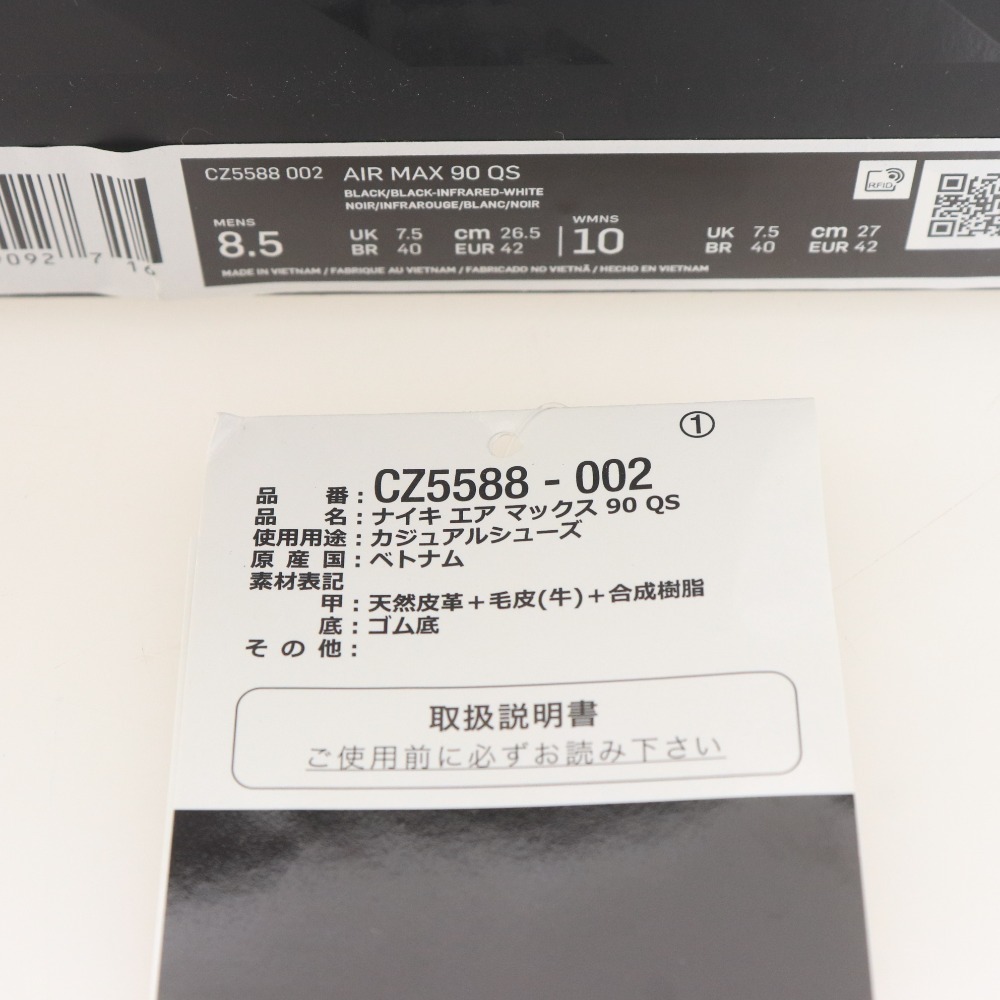 CZ5588 002 AIR MAX 90 QS
BLACK/BLACK-INFRARED-WHITE
NOIR/INFRAROUGE/BLANC/NOIR
MENS
8.5
UK 7.5 cm 26.5
BR 40 EUR 42
WMNS
10
UK 7.5 cm 27
BR 40 EUR 42
MADE IN VIETNAM / FABRIQUE AU VIETNAM / FABRICADO NO VIETNÃ / HECHO EN VIETNAM
RFID
092 7 16
①
品番:CZ5588 - 002
品名:ナイキ エア マックス 90 QS
使用用途:カジュアルシューズ
原産国:ベトナム
素材表記
甲:天然皮革+毛皮(牛)+合成樹脂
底:ゴム底
その他:
取扱説明書
ご使用前に必ずお読み下さい